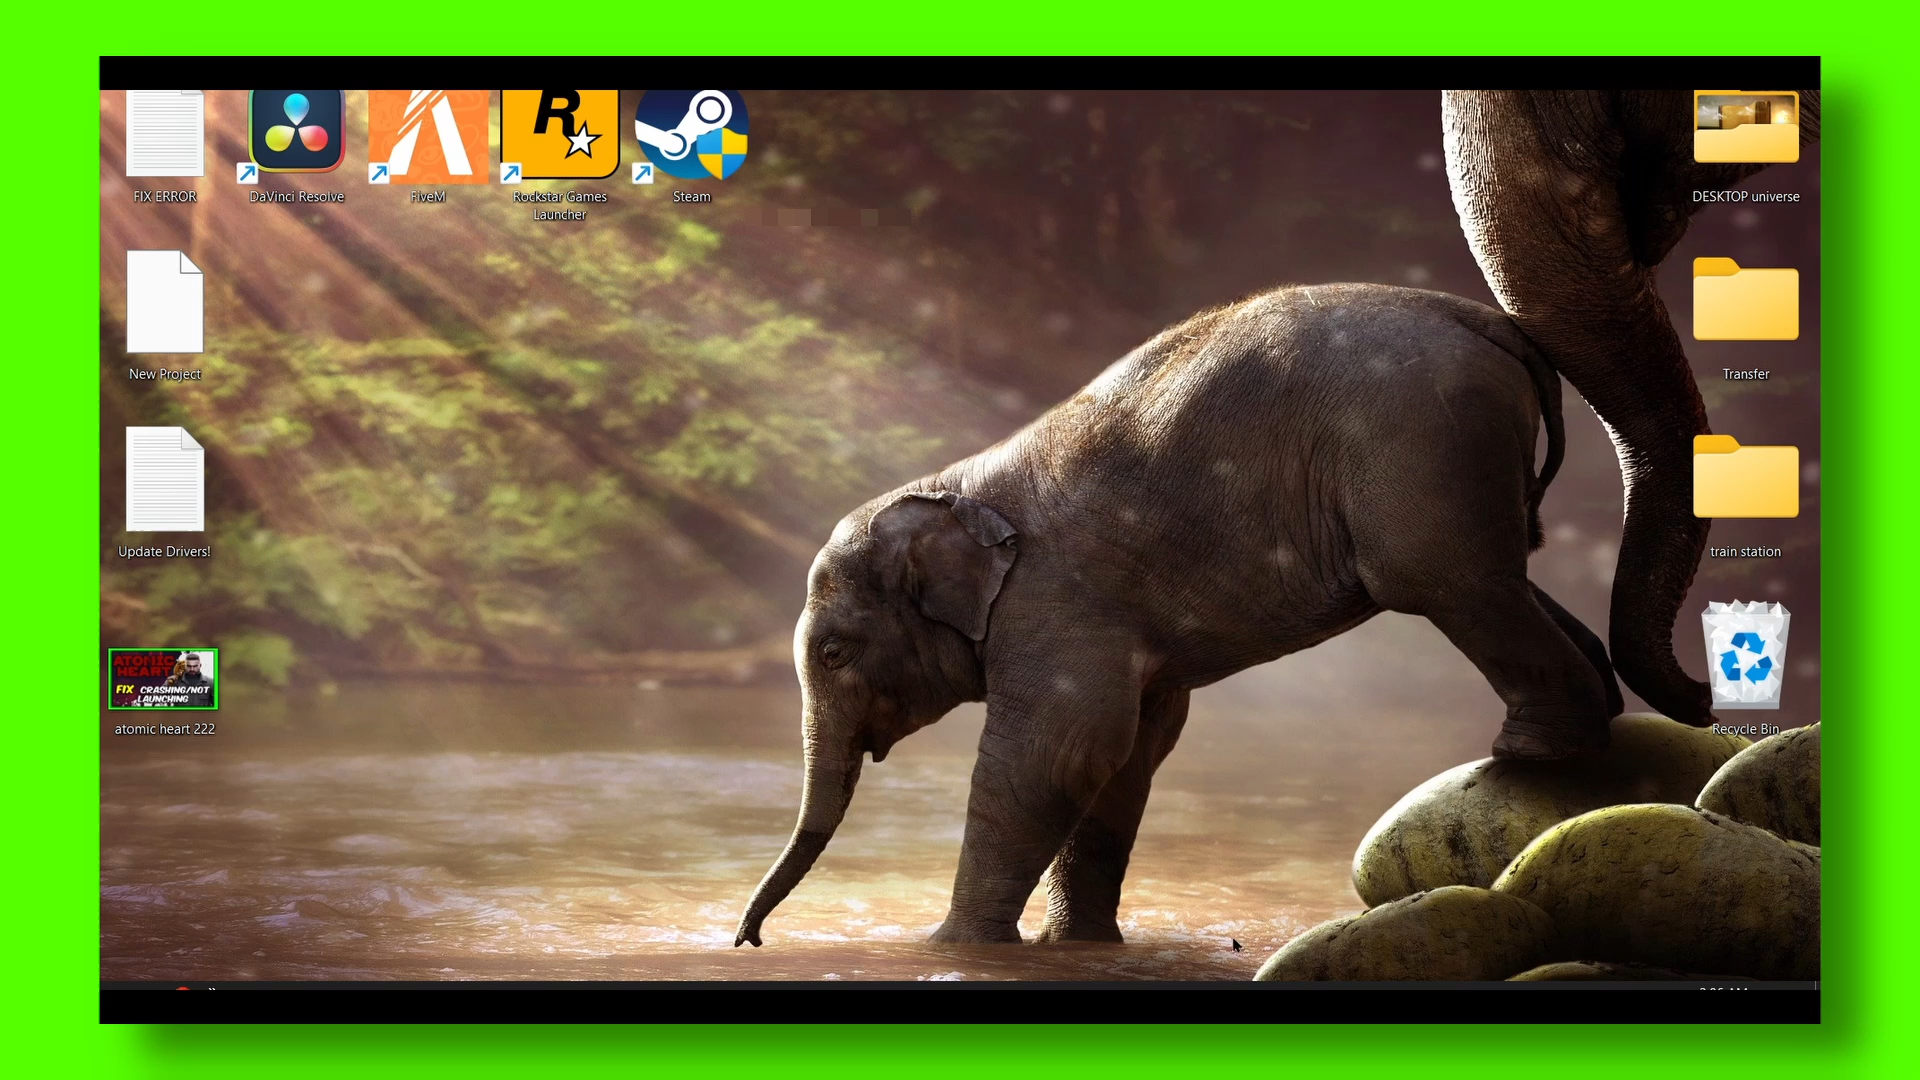 R
FIX ERROR
DaVinci Resolve
FiveM
Rockstar Games
Launcher
Steam
DESKTOP universe
New Project
Transfer
Update Drivers!
train station
ATOMIC
HEART
FIX CRASHING/NOT
LAUNCHING
atomic heart 222
Recycle Bin